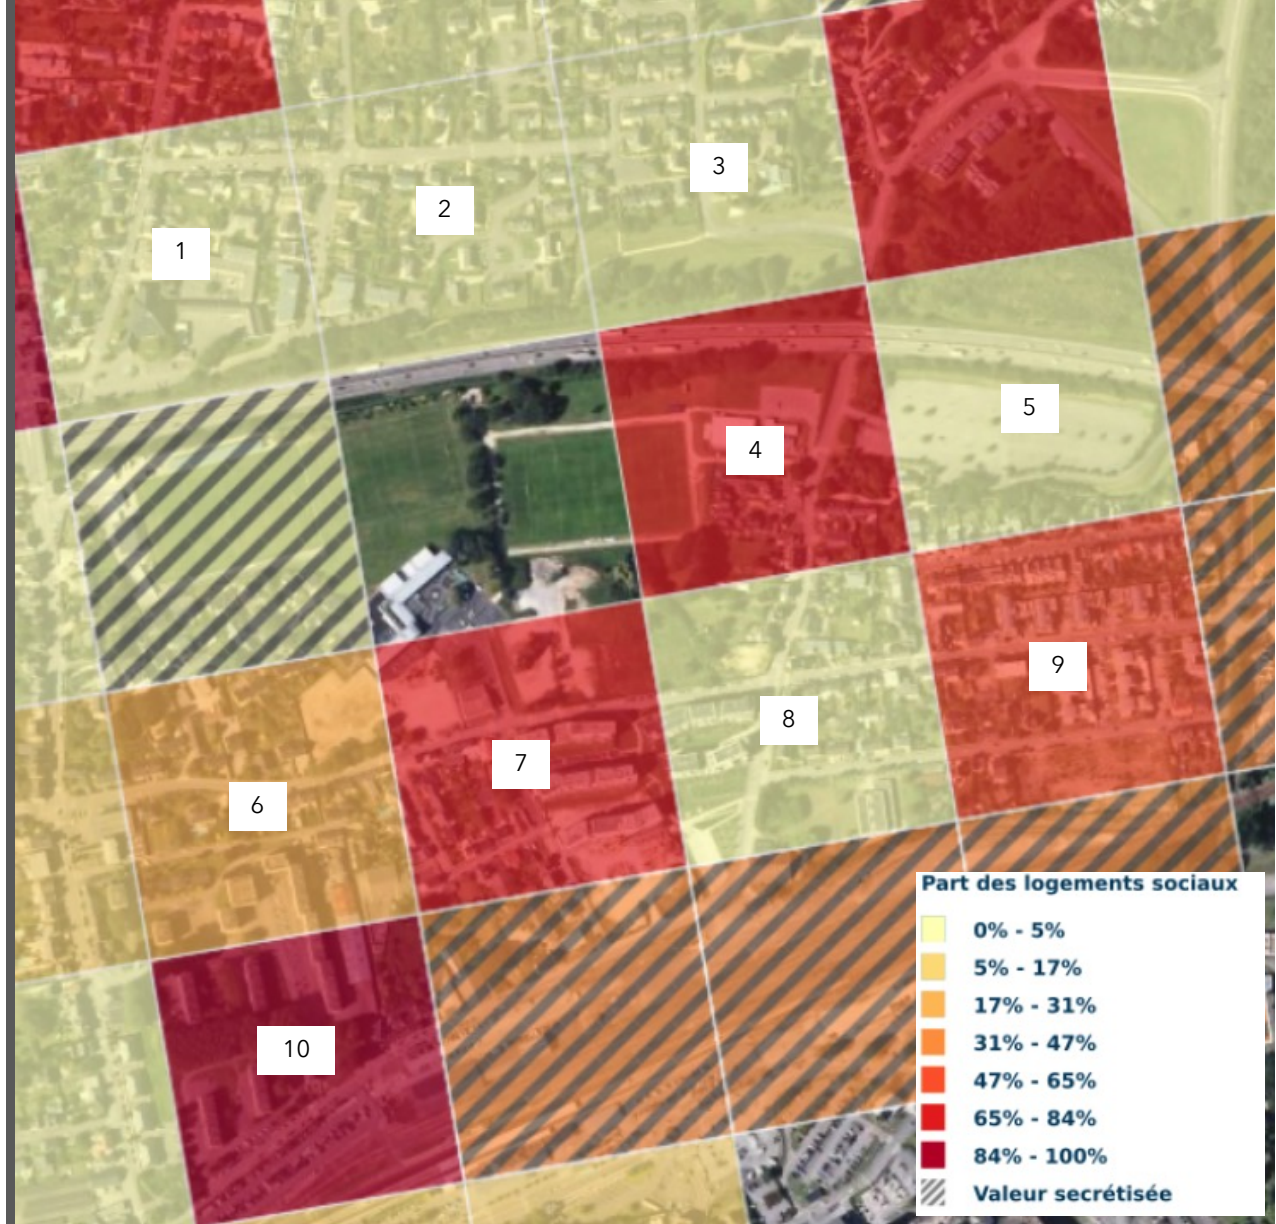 3
2
1
5
4
9
8
7
6
10
Part des logements sociaux
0% - 5%
5% - 17%
17% - 31%
31% - 47%
47% - 65%
65% - 84%
84% - 100%
Valeur secrétisée